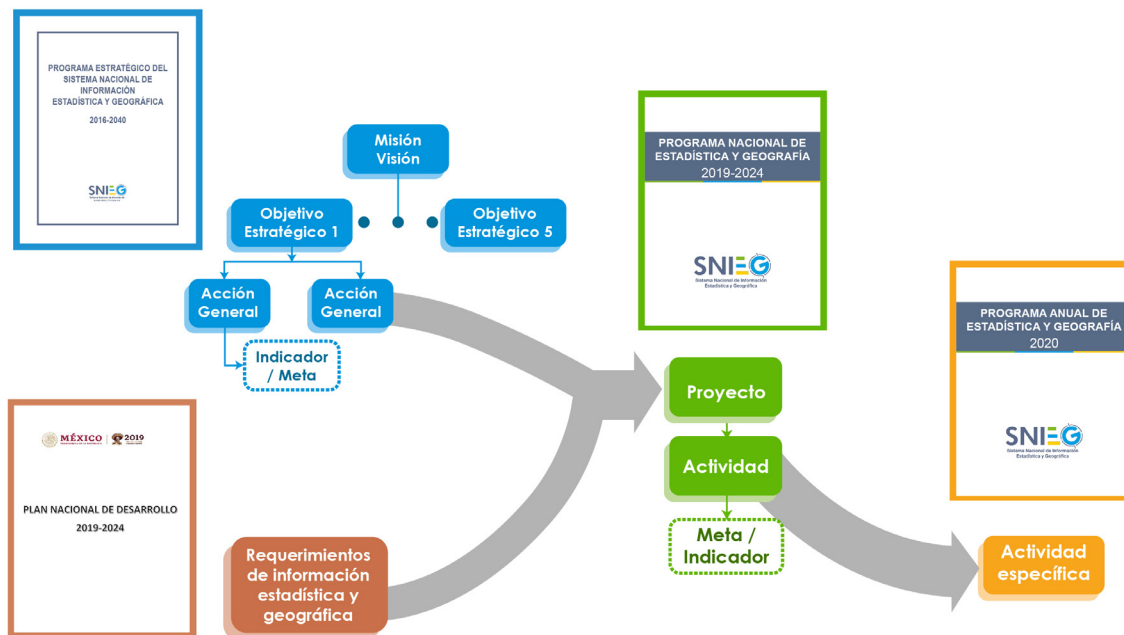 PROGRAMA ESTRATÉGICO DEL
SISTEMA NACIONAL DE
INFORMACIÓN
ESTADÍSTICA Y GEOGRÁFICA
2016-2040
SNIEG
Misión
Visión
Objetivo
Estratégico 1
Objetivo
Estratégico 5
Acción
General
Acción
General
Indicador
/ Meta
MÉXICO
2019
PLAN NACIONAL DE DESARROLLO
2019-2024
Requerimientos
de información
estadística y
geográfica
PROGRAMA NACIONAL DE
ESTADÍSTICA Y GEOGRAFÍA
2019-2024
SNIEG
Sistema Nacional de Información
Estadística y Geográfica
Proyecto
Actividad
Meta /
Indicador
PROGRAMA ANUAL DE
ESTADÍSTICA Y GEOGRAFÍA
2020
SNIEG
Sistema Nacional de Información
Estadística y Geográfica
Actividad
específica